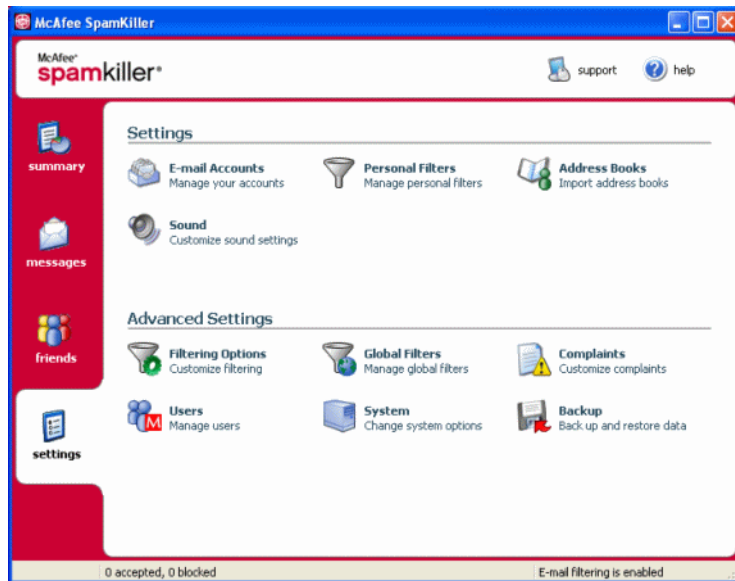 McAfee SpamKiller
McAfee®
spamkiller®
support
help
summary
messages
friends
settings
Settings
E-mail Accounts
Manage your accounts
Personal Filters
Manage personal filters
Address Books
Import address books
Sound
Customize sound settings
Advanced Settings
Filtering Options
Customize filtering
Global Filters
Manage global filters
Complaints
Customize complaints
Users
Manage users
System
Change system options
Backup
Back up and restore data
0 accepted, 0 blocked
E-mail filtering is enabled